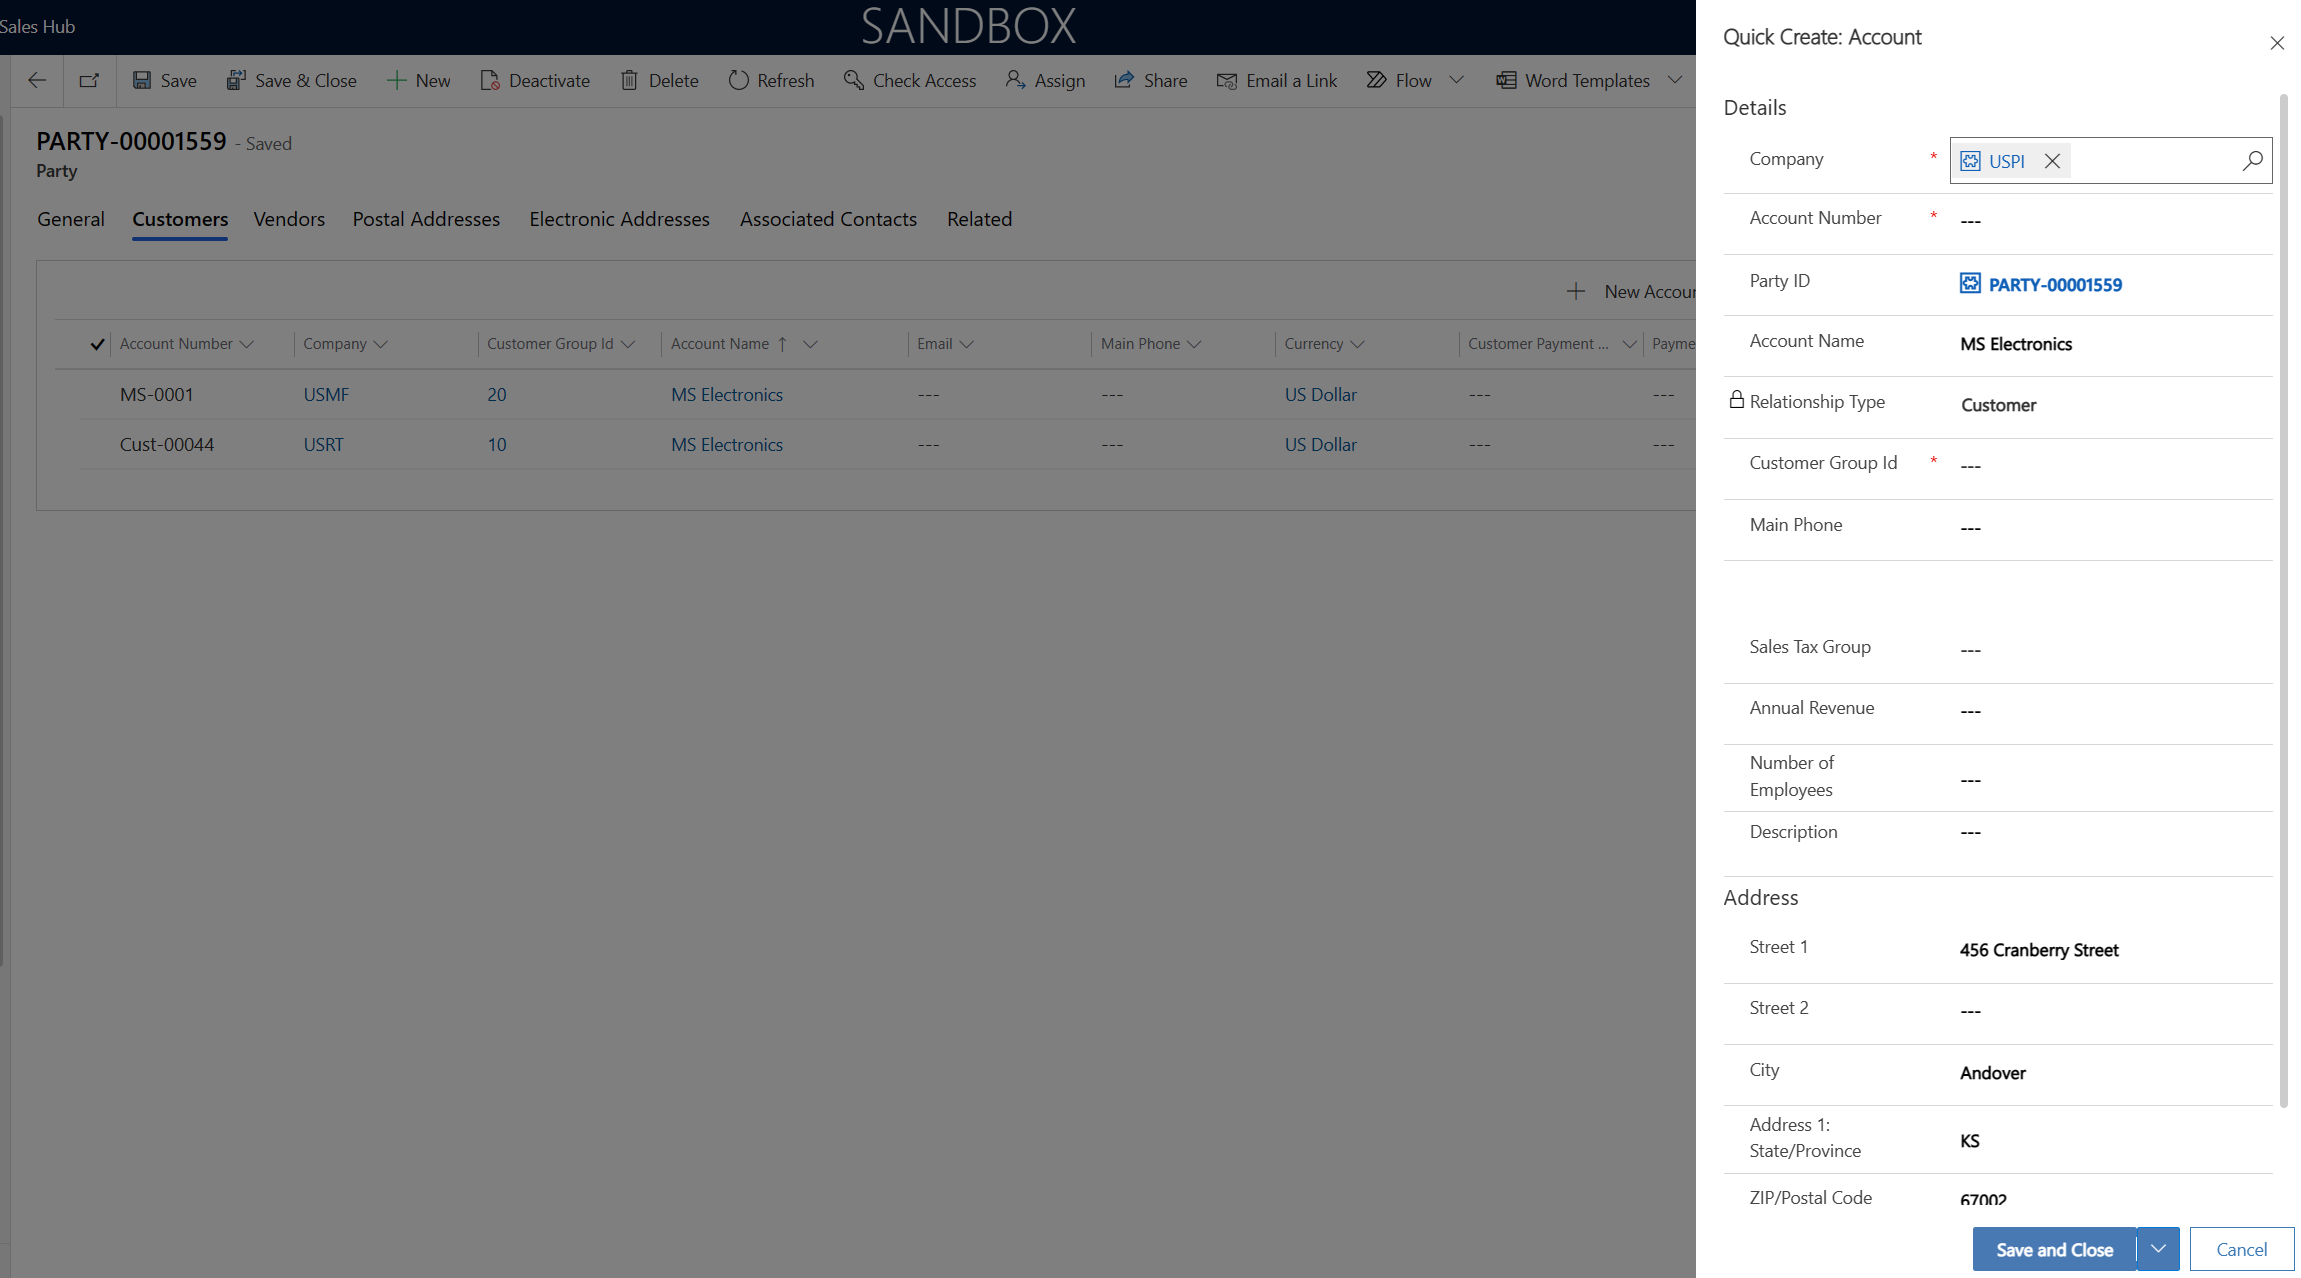 Sales Hub
SANDBOX
Save
Save & Close
New
Deactivate
Delete
Refresh
Check Access
Assign
Share
Email a Link
Flow
Word Templates
PARTY-00001559 - Saved
Party
General Customers Vendors Postal Addresses Electronic Addresses Associated Contacts Related
New Accoun
Account Number Company Customer Group Id Account Name ↑ Email Main Phone Currency Customer Payment ... Payme
MS-0001 USMF 20 MS Electronics --- --- US Dollar --- ---
Cust-00044 USRT 10 MS Electronics --- --- US Dollar --- ---
Quick Create: Account
Details
Company * USPI
Account Number * ---
Party ID PARTY-00001559
Account Name MS Electronics
Relationship Type Customer
Customer Group Id * ---
Main Phone ---
Sales Tax Group ---
Annual Revenue ---
Number of
Employees ---
Description ---
Address
Street 1 456 Cranberry Street
Street 2 ---
City Andover
Address 1:
State/Province KS
ZIP/Postal Code 67002
Save and Close
Cancel